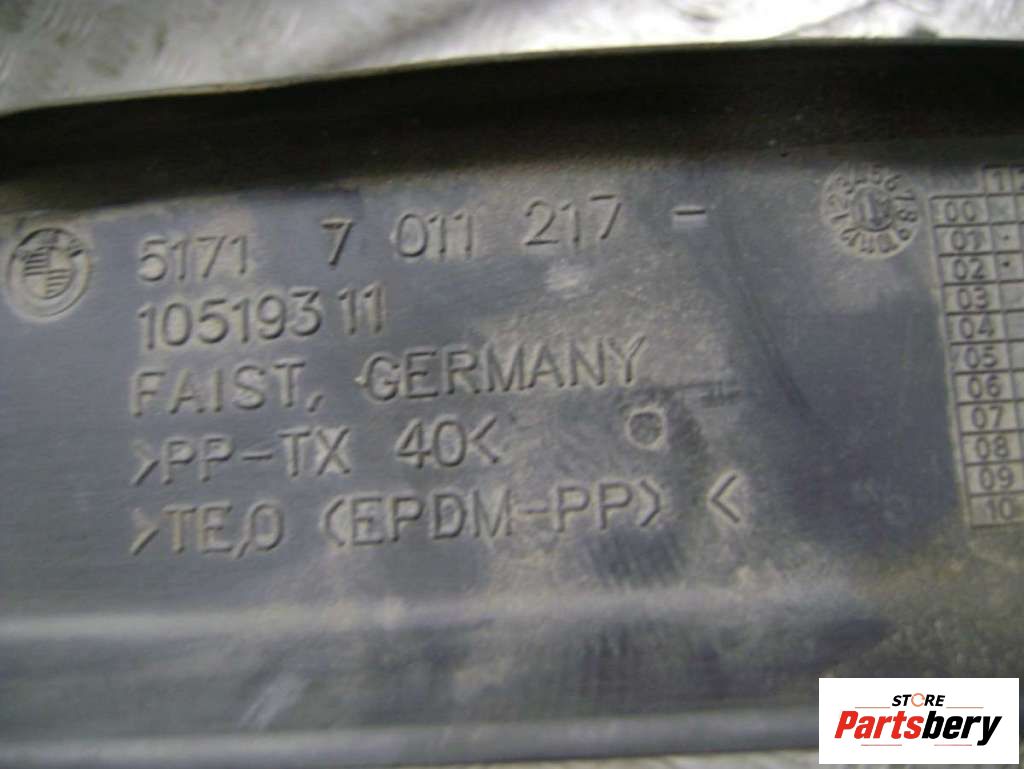 5171 7 011 217 -
10519311
FAIST, GERMANY
>PP-TX 40<
>TE,0 (EPDM-PP) <
11
00
01
02
03
04
05
06
07
08
09
10
STORE
Partsbery